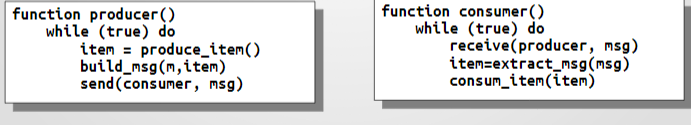 function producer()
while (true) do
item = produce_item()
build_msg(m,item)
send(consumer, msg)
function consumer()
while (true) do
receive(producer, msg)
item=extract_msg(msg)
consum_item(item)